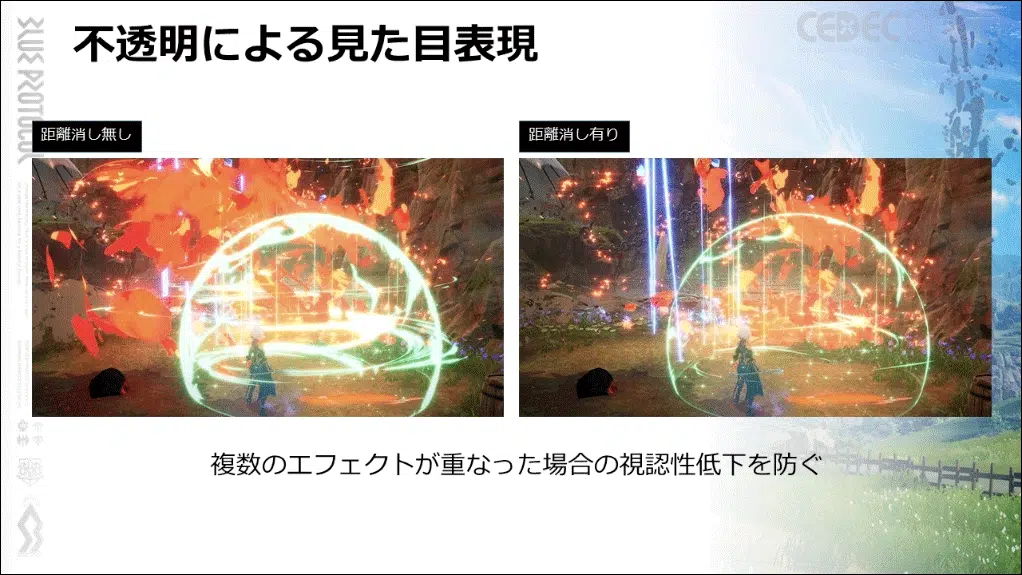 不透明による見た目表現
CEDEC
BLUE PROTOCOL
距離消し無し
距離消し有り
複数のエフェクトが重なった場合の視認性低下を防ぐ